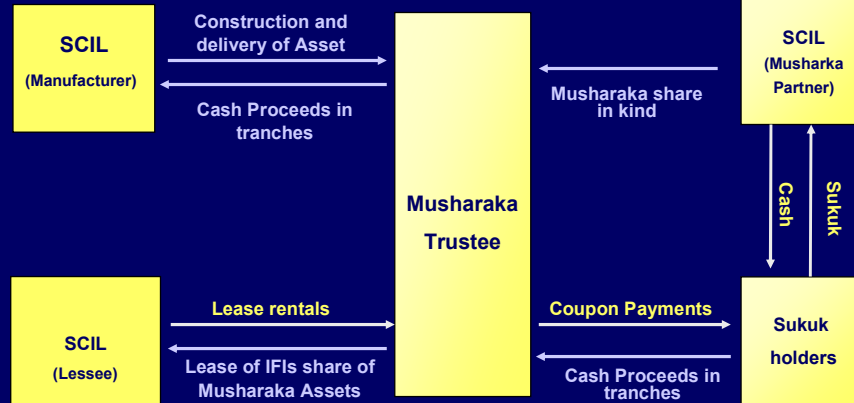 SCIL
(Manufacturer)
Construction and
delivery of Asset
Cash Proceeds in
tranches
Musharaka
Trustee
Musharaka share
in kind
SCIL
(Musharka
Partner)
Cash
Sukuk
SCIL
(Lessee)
Lease rentals
Lease of IFIs share of
Musharaka Assets
Coupon Payments
Cash Proceeds in
tranches
Sukuk
holders